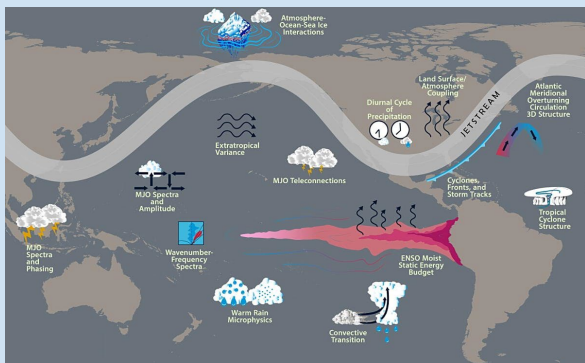 Atmosphere-
Ocean-Sea Ice
Interactions
Land Surface/
Atmosphere
Coupling
Atlantic
Meridional
Overturning
Circulation
3D Structure
Diurnal Cycle
of
Precipitation
JETSTREAM
Extratropical
Variance
MJO Teleconnections
Cyclones,
Fronts, and
Storm Tracks
MJO Spectra
and
Amplitude
Tropical
Cyclone
Structure
MJO
Spectra
and
Phasing
Wavenumber-
Frequency
Spectra
ENSO Moist
Static Energy
Budget
Warm Rain
Microphysics
Convective
Transition